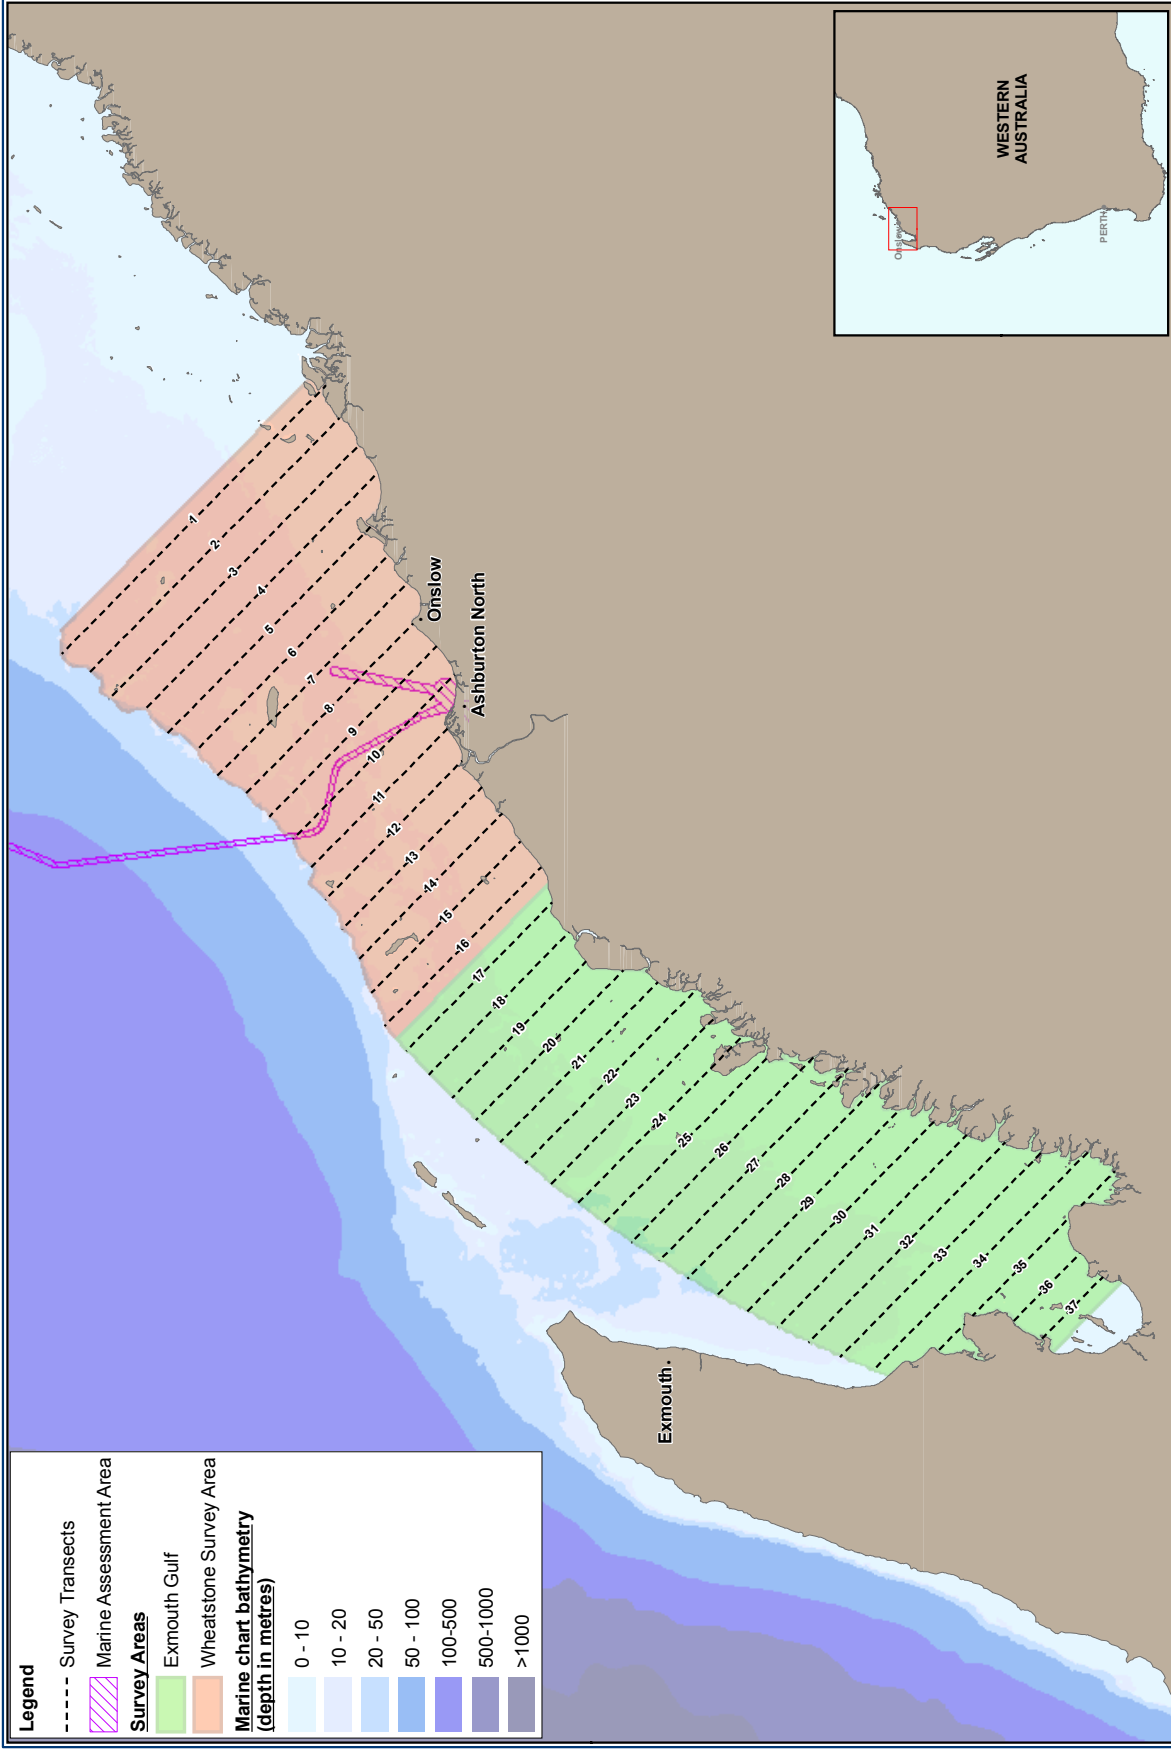 Legend
Survey Transects
Marine Assessment Area
Survey Areas
Exmouth Gulf
Wheatstone Survey Area
Marine chart bathymetry
(depth in metres)
0 - 10
10 - 20
20 - 50
50 - 100
100-500
500-1000
>1000
1
2
3
4
5
6
7
8
9
10
11
12
13
14
15
16
17
18
19
20
21
22
23
24
25
26
27
28
29
30
31
32
33
34
35
36
37
Onslow
Ashburton North
Exmouth
WESTERN
AUSTRALIA
Onslow
PERTH